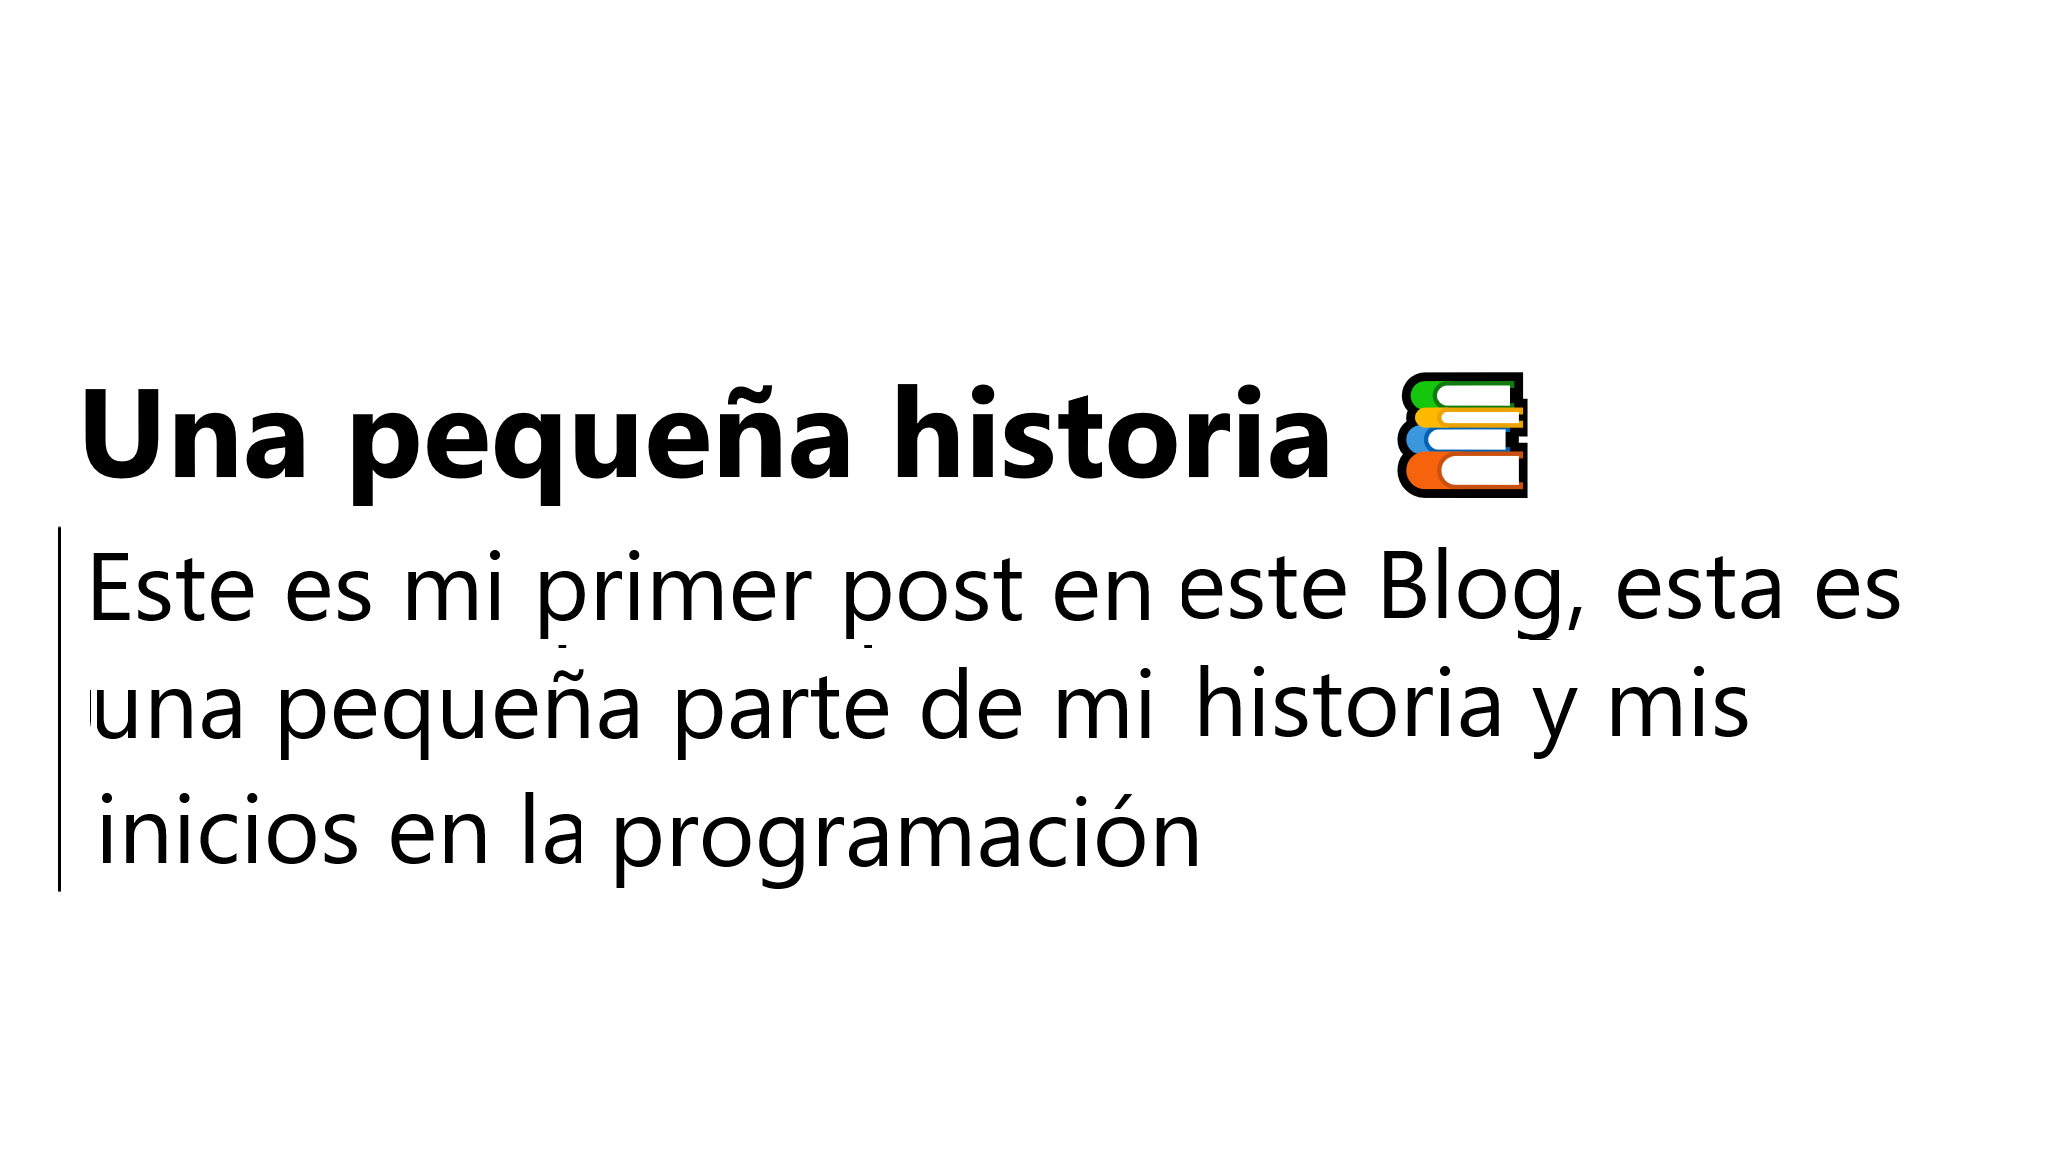 Una pequeña historia 📚
Este es mi primer post en este Blog, esta es
una pequeña parte de mi historia y mis
inicios en la programación